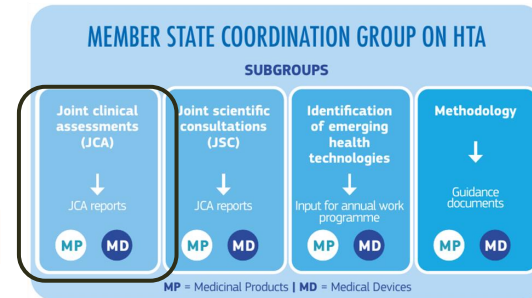 MEMBER STATE COORDINATION GROUP ON HTA
SUBGROUPS
Joint clinical
assessments
(JCA)
JCA reports
MP MD
Joint scientific
consultations
(JSC)
JCA reports
MP MD
Identification
of emerging
health
technologies
Input for annual work
programme
MP MD
Methodology
Guidance
documents
MP MD
MP = Medicinal Products | MD = Medical Devices